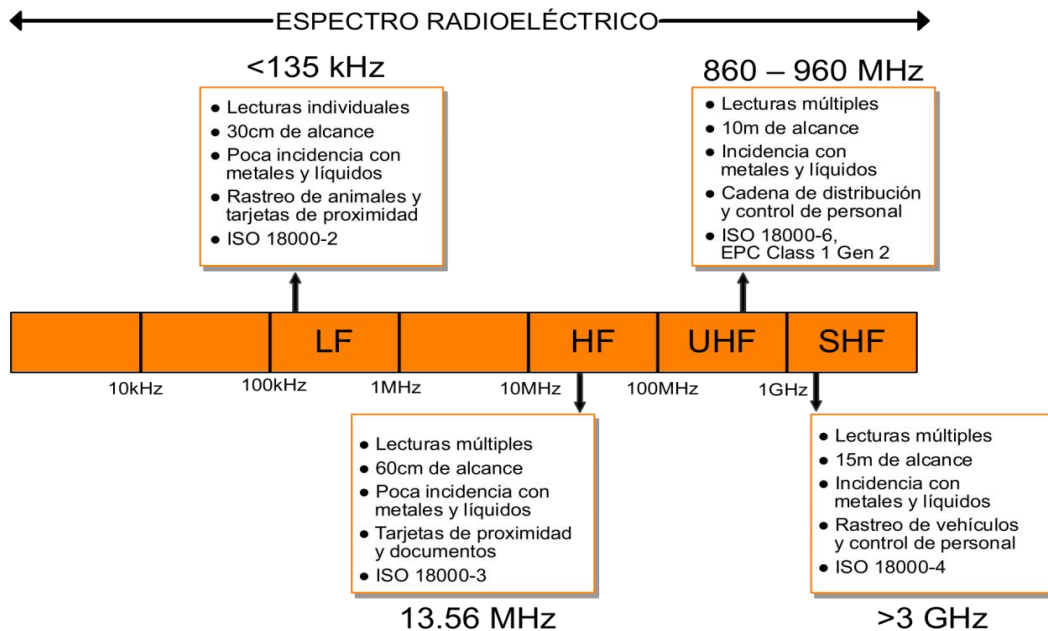 ESPECTRO RADIOELÉCTRICO
<135 kHz
● Lecturas individuales
● 30cm de alcance
● Poca incidencia con
metales y líquidos
● Rastreo de animales y
tarjetas de proximidad
● ISO 18000-2
860 – 960 MHz
● Lecturas múltiples
● 10m de alcance
● Incidencia con
metales y líquidos
● Cadena de distribución
y control de personal
● ISO 18000-6,
EPC Class 1 Gen 2
LF HF UHF SHF
10kHz 100kHz 1MHz 10MHz 100MHz 1GHz
● Lecturas múltiples
● 60cm de alcance
● Poca incidencia con
metales y líquidos
● Tarjetas de proximidad
y documentos
● ISO 18000-3
13.56 MHz
● Lecturas múltiples
● 15m de alcance
● Incidencia con
metales y líquidos
● Rastreo de vehículos
y control de personal
● ISO 18000-4
>3 GHz